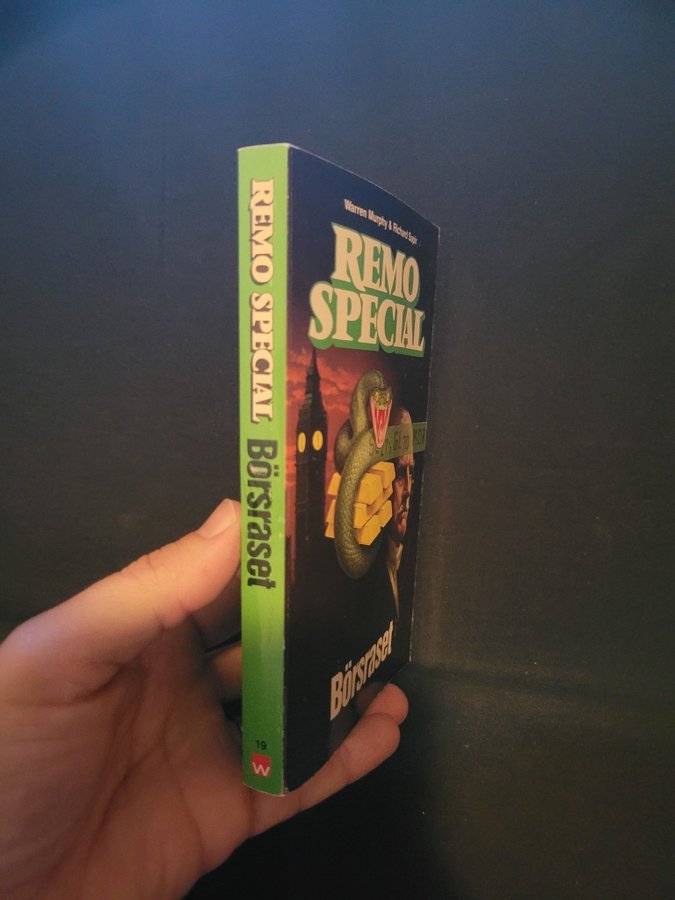 REMO SPECIAL Börsraset
19
W
Warren Murphy & Richard Sapir
REMO
SPECIAL
Börsraset